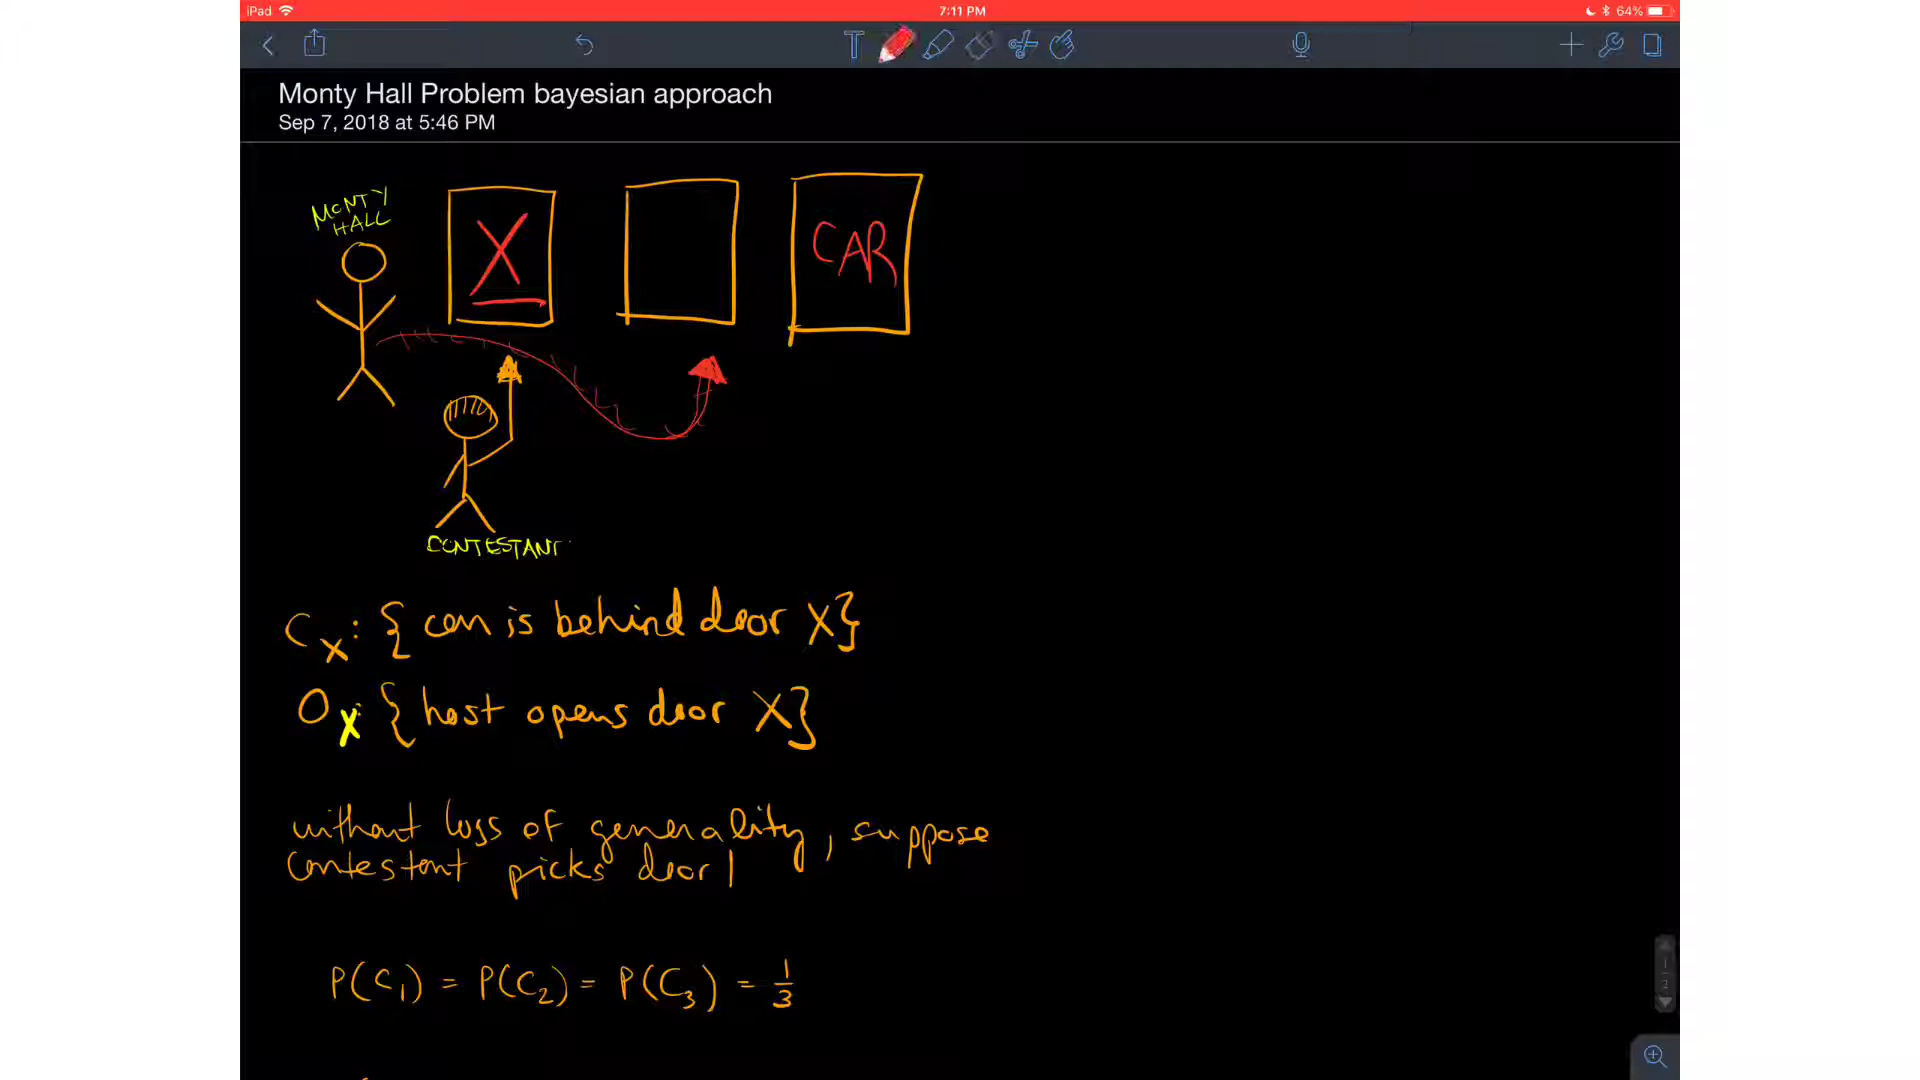 iPad
7:11 PM
64%
T
Monty Hall Problem bayesian approach
Sep 7, 2018 at 5:46 PM
MONTY
HALL
X
CAR
CONTESTANT
C_X: { car is behind door X}
O_X: { host opens door X}
without loss of generality, suppose
contestant picks door 1
P(C₁) = P(C₂) = P(C₃) = 1/3